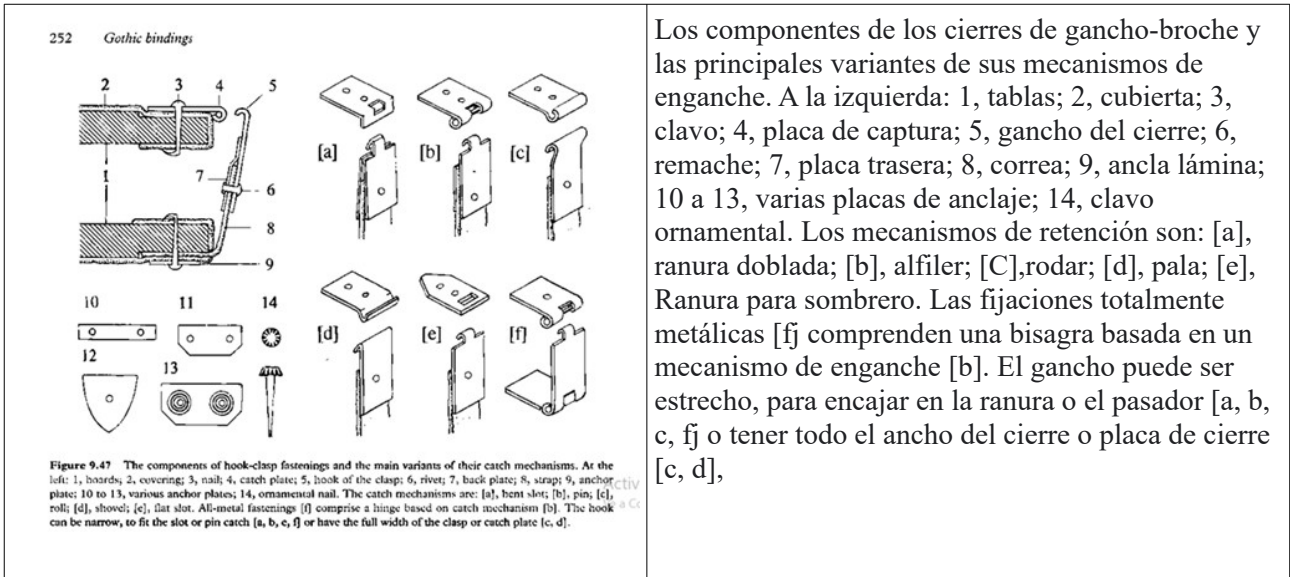 252 Gothic bindings
2 3 4 5
1
7 6
8
9
[a] [b] [c]
10 11 14
12 13
[d] [e] [f]
Figure 9.47 The components of hook-clasp fastenings and the main variants of their catch mechanisms. At the
left: 1, boards; 2, covering; 3, nail; 4, catch plate; 5, hook of the clasp; 6, rivet; 7, back plate; 8, strap; 9, anchor
plate; 10 to 13, various anchor plates; 14, ornamental nail. The catch mechanisms are: [a], bent slot; [b], pin; [c],
roll; [d], shovel; [e], flat slot. All-metal fastenings [f] comprise a hinge based on catch mechanism [b]. The hook
can be narrow, to fit the slot or pin catch [a, b, e, f] or have the full width of the clasp or catch plate [c, d].
Activ
Los componentes de los cierres de gancho-broche y
las principales variantes de sus mecanismos de
enganche. A la izquierda: 1, tablas; 2, cubierta; 3,
clavo; 4, placa de captura; 5, gancho del cierre; 6,
remache; 7, placa trasera; 8, correa; 9, ancla lámina;
10 a 13, varias placas de anclaje; 14, clavo
ornamental. Los mecanismos de retención son: [a],
ranura doblada; [b], alfiler; [C],rodar; [d], pala; [e],
Ranura para sombrero. Las fijaciones totalmente
metálicas [fj comprenden una bisagra basada en un
mecanismo de enganche [b]. El gancho puede ser
estrecho, para encajar en la ranura o el pasador [a, b,
c, fj o tener todo el ancho del cierre o placa de cierre
[c, d],